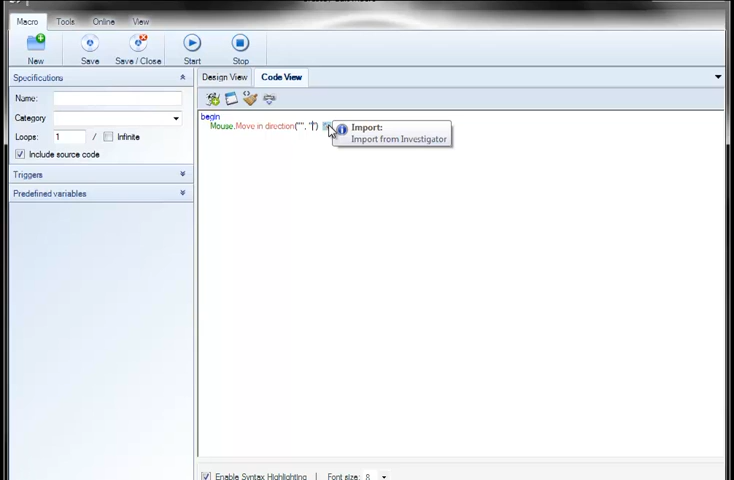 Macro Tools Online View
New Save Save / Close Start Stop
Specifications
Design View Code View
Name:
Category
Loops: 1 / Infinite
Include source code
Triggers
Predefined variables
begin
Mouse.Move in direction("", "")
Import:
Import from Investigator
Enable Syntax Highlighting | Font size: 8